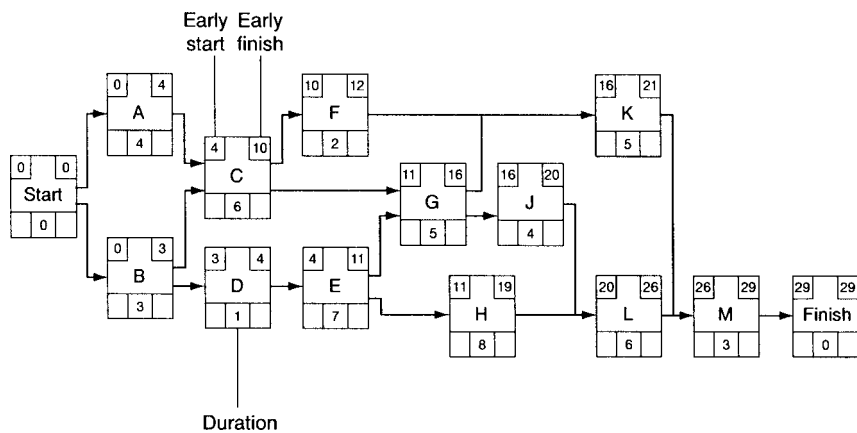 Early Early
start finish
0 4
A
4
10 12
F
2
16 21
K
5
4 10
C
6
0 0
Start
0
11 16
G
5
16 20
J
4
0 3
B
3
3 4
D
1
4 11
E
7
11 19
H
8
20 26
L
6
26 29
M
3
29 29
Finish
0
Duration